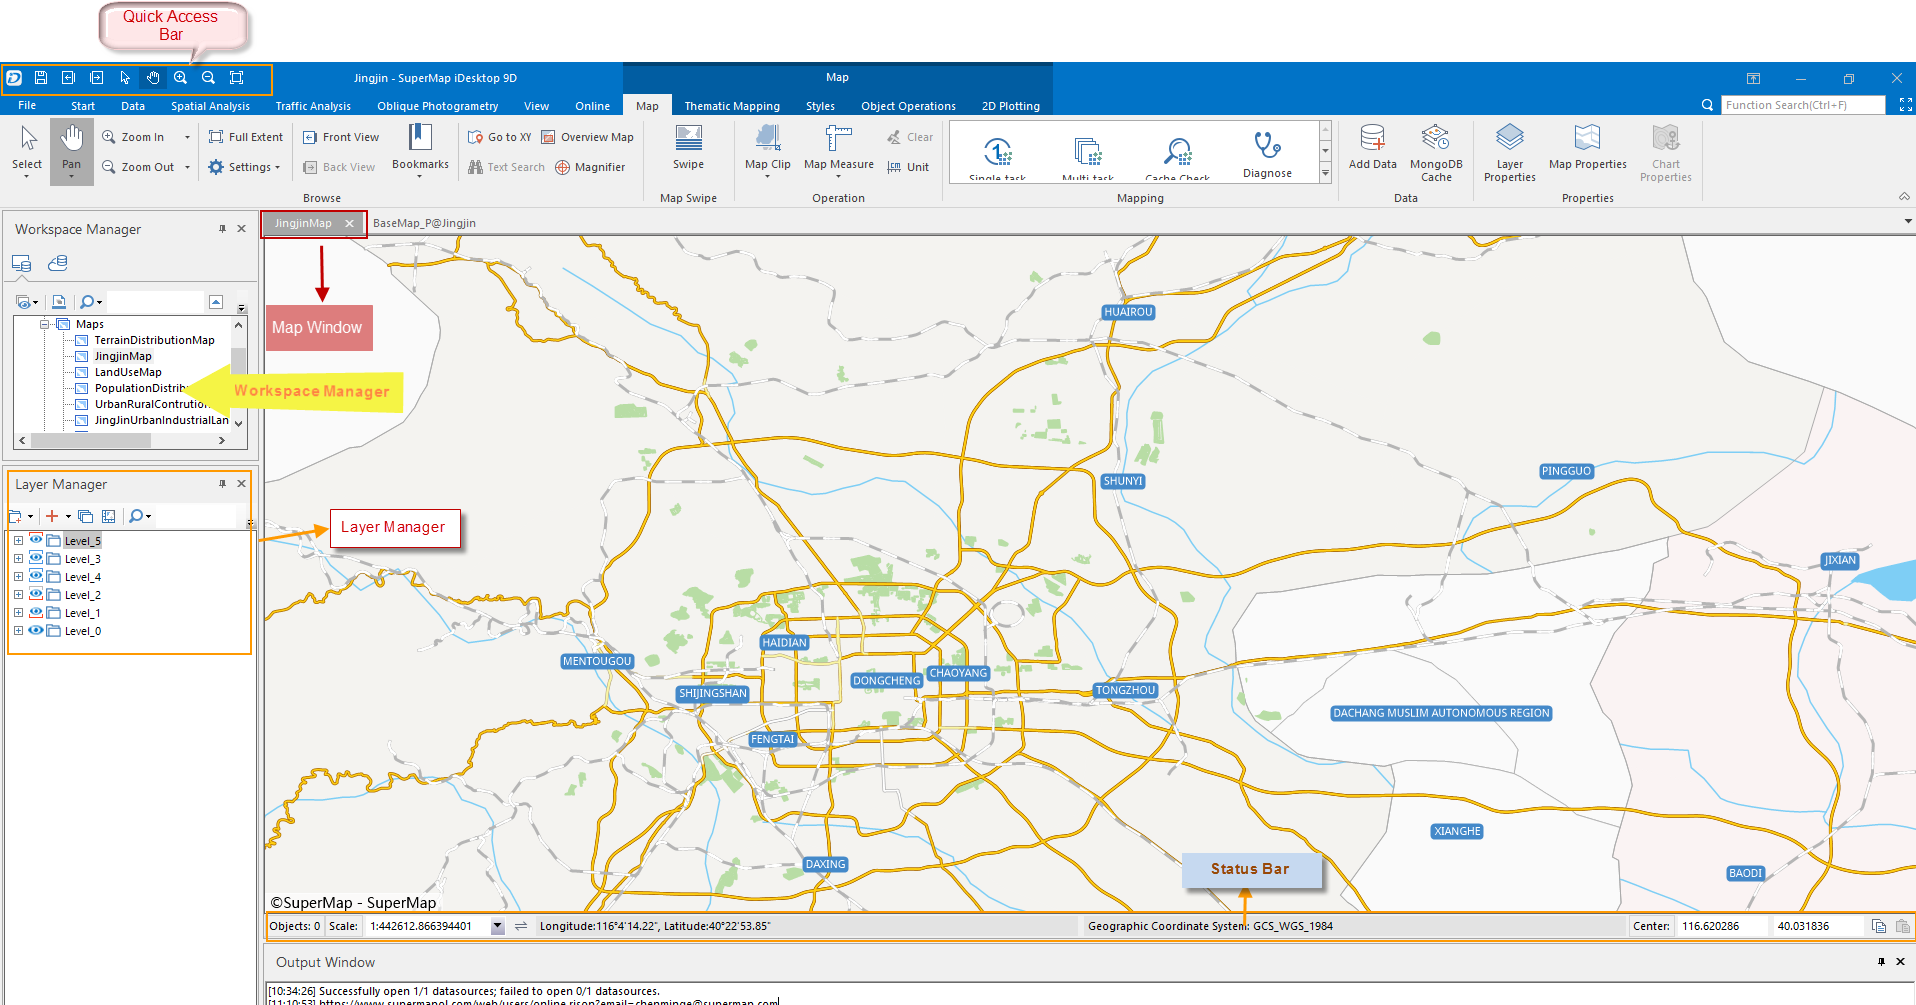 Quick Access
Bar
Jingjin - SuperMap iDesktop 9D
Map
File Start Data Spatial Analysis Traffic Analysis Oblique Photogrametry View Online Map Thematic Mapping Styles Object Operations 2D Plotting
Function Search(Ctrl+F)
Select
Pan
Zoom In
Zoom Out
Full Extent
Settings
Front View
Back View
Bookmarks
Browse
Go to XY
Text Search
Overview Map
Magnifier
Swipe
Map Swipe
Map Clip
Map Measure
Clear
Unit
Operation
1
Single task
Multi task
Cache Check
Diagnose
Mapping
Add Data
MongoDB
Cache
Data
Layer
Properties
Map Properties
Chart
Properties
Properties
Workspace Manager
Maps
TerrainDistributionMap
JingjinMap
LandUseMap
PopulationDistribu
UrbanRuralContrution
JingJinUrbanIndustrialLan
Workspace Manager
Layer Manager
Level_5
Level_3
Level_4
Level_2
Level_1
Level_0
Layer Manager
JingjinMap
BaseMap_P@Jingjin
Map Window
HUAIROU
PINGGUO
SHUNYI
JIXIAN
HAIDIAN
MENTOUGOU
CHAOYANG
DONGCHENG
SHIJINGSHAN
TONGZHOU
DACHANG MUSLIM AUTONOMOUS REGION
FENGTAI
XIANGHE
DAXING
BAODI
Status Bar
©SuperMap - SuperMap
Objects: 0 Scale: 1:442612.866394401 Longitude:116°4'14.22", Latitude:40°22'53.85" Geographic Coordinate System: GCS_WGS_1984 Center: 116.620286 40.031836
Output Window
[10:34:26] Successfully open 1/1 datasources; failed to open 0/1 datasources.
[11:10:53] https://www.supermapol.com/web/users/online.rjson?email=chenminge@supermap.com